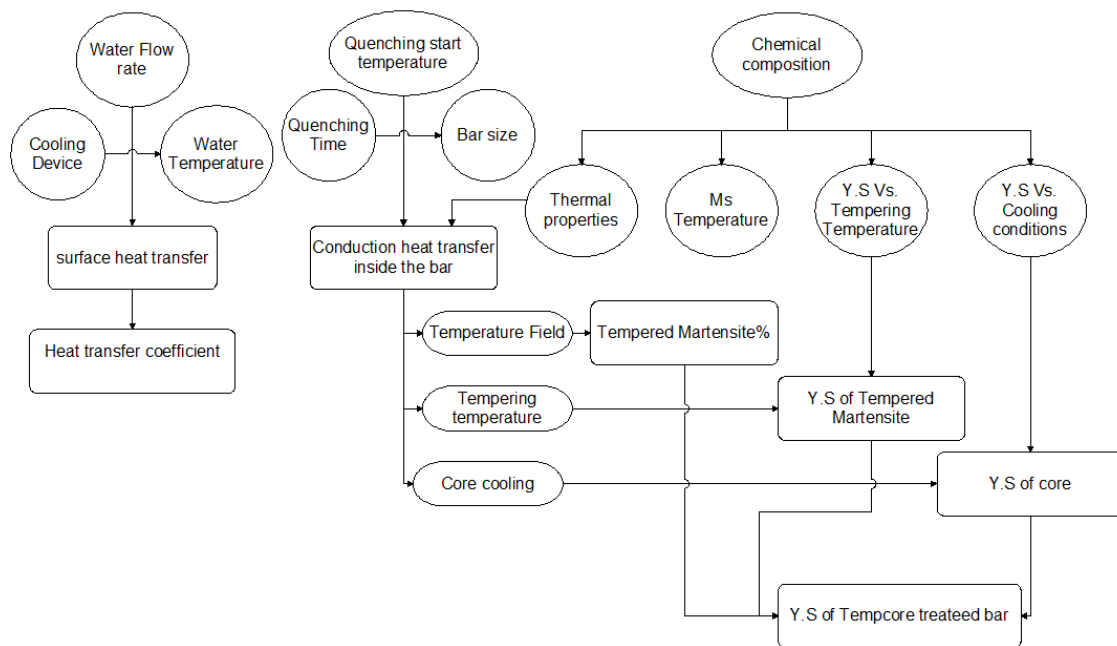 Water Flow
rate
Quenching start
temperature
Chemical
composition
Cooling
Device
Water
Temperature
Quenching
Time
Bar size
Thermal
properties
Ms
Temperature
Y.S Vs.
Tempering
Temperature
Y.S Vs.
Cooling
conditions
surface heat transfer
Conduction heat transfer
inside the bar
Heat transfer coefficient
Temperature Field
Tempered Martensite%
Tempering
temperature
Y.S of Tempered
Martensite
Core cooling
Y.S of core
Y.S of Tempcore treateed bar